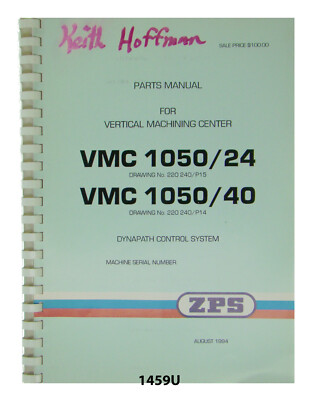 Keith Hoffman
SALE PRICE $100.00
PARTS MANUAL
FOR
VERTICAL MACHINING CENTER
VMC 1050/24
DRAWING No. 220 240/P15
VMC 1050/40
DRAWING No. 220 240/P14
DYNAPATH CONTROL SYSTEM
MACHINE SERIAL NUMBER:
ZPS
AUGUST 1994
1459U